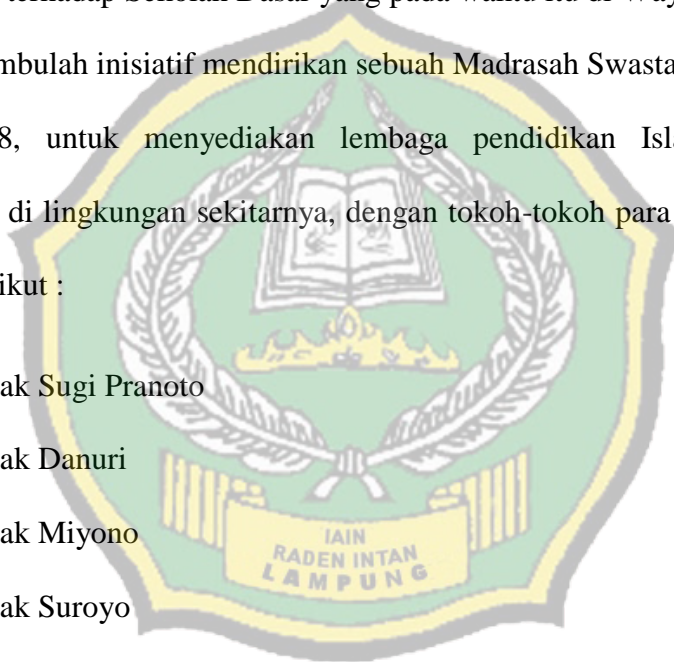 terhadap Sekolah Dasar yang pada waktu itu di Way
mbulah inisiatif mendirikan sebuah Madrasah Swasta
8, untuk menyediakan lembaga pendidikan Isl
di lingkungan sekitarnya, dengan tokoh-tokoh para
ikut :
ak Sugi Pranoto
ak Danuri
ak Miyono
ak Suroyo
IAIN
RADEN INTAN
LAMPUNG